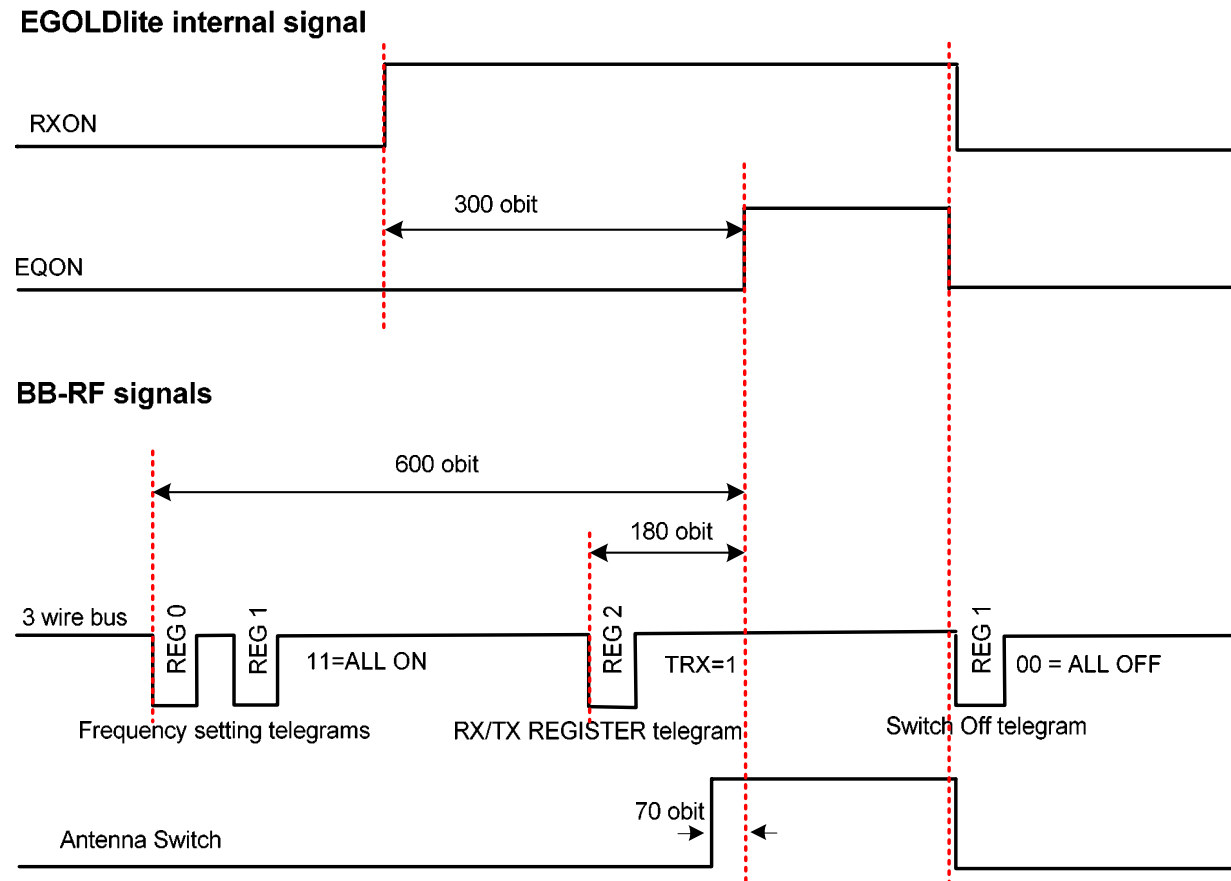 EGOLDlite internal signal
RXON
300 obit
EQON
BB-RF signals
600 obit
180 obit
3 wire bus
REG 0
REG 1
11=ALL ON
REG 2
TRX=1
REG 1
00 = ALL OFF
Frequency setting telegrams
RX/TX REGISTER telegram
Switch Off telegram
70 obit
Antenna Switch